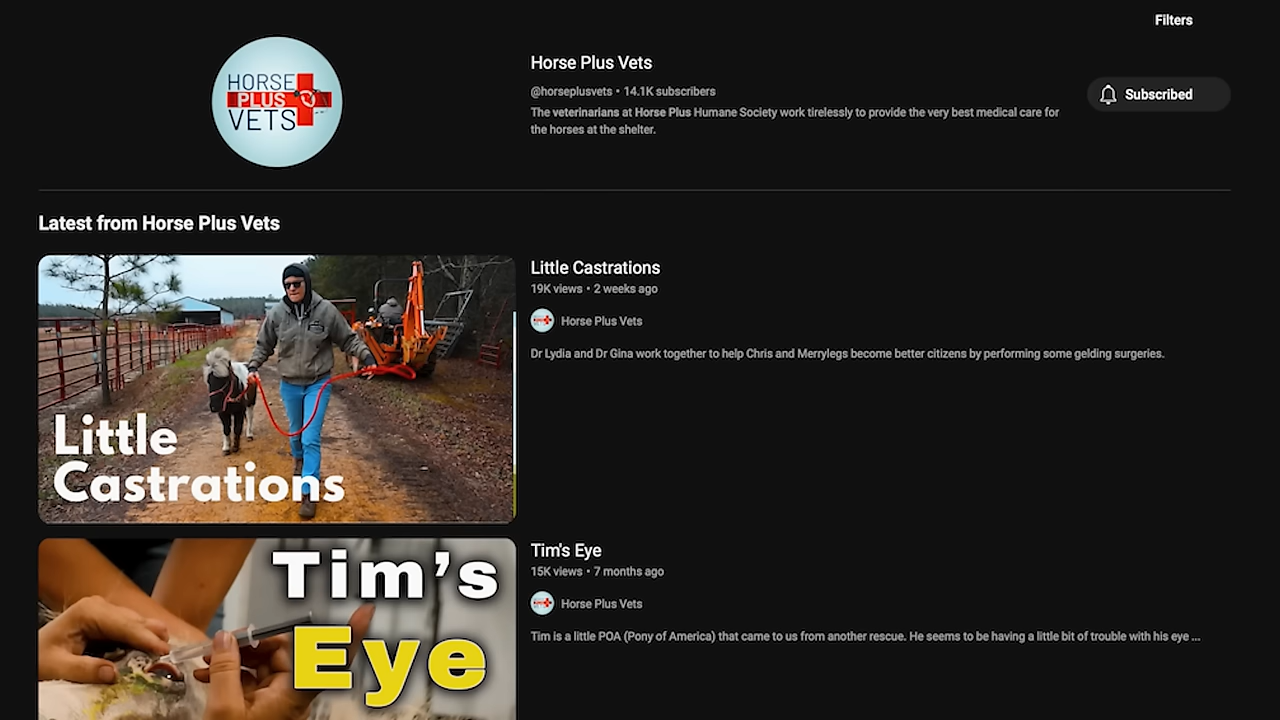 Filters
HORSE
PLUS
VETS
Horse Plus Vets
@horseplusvets • 14.1K subscribers
The veterinarians at Horse Plus Humane Society work tirelessly to provide the very best medical care for
the horses at the shelter.
Subscribed
Latest from Horse Plus Vets
Little
Castrations
Little Castrations
19K views • 2 weeks ago
Horse Plus Vets
Dr Lydia and Dr Gina work together to help Chris and Merrylegs become better citizens by performing some gelding surgeries.
Tim's
Eye
Tim's Eye
15K views • 7 months ago
Horse Plus Vets
Tim is a little POA (Pony of America) that came to us from another rescue. He seems to be having a little bit of trouble with his eye ...